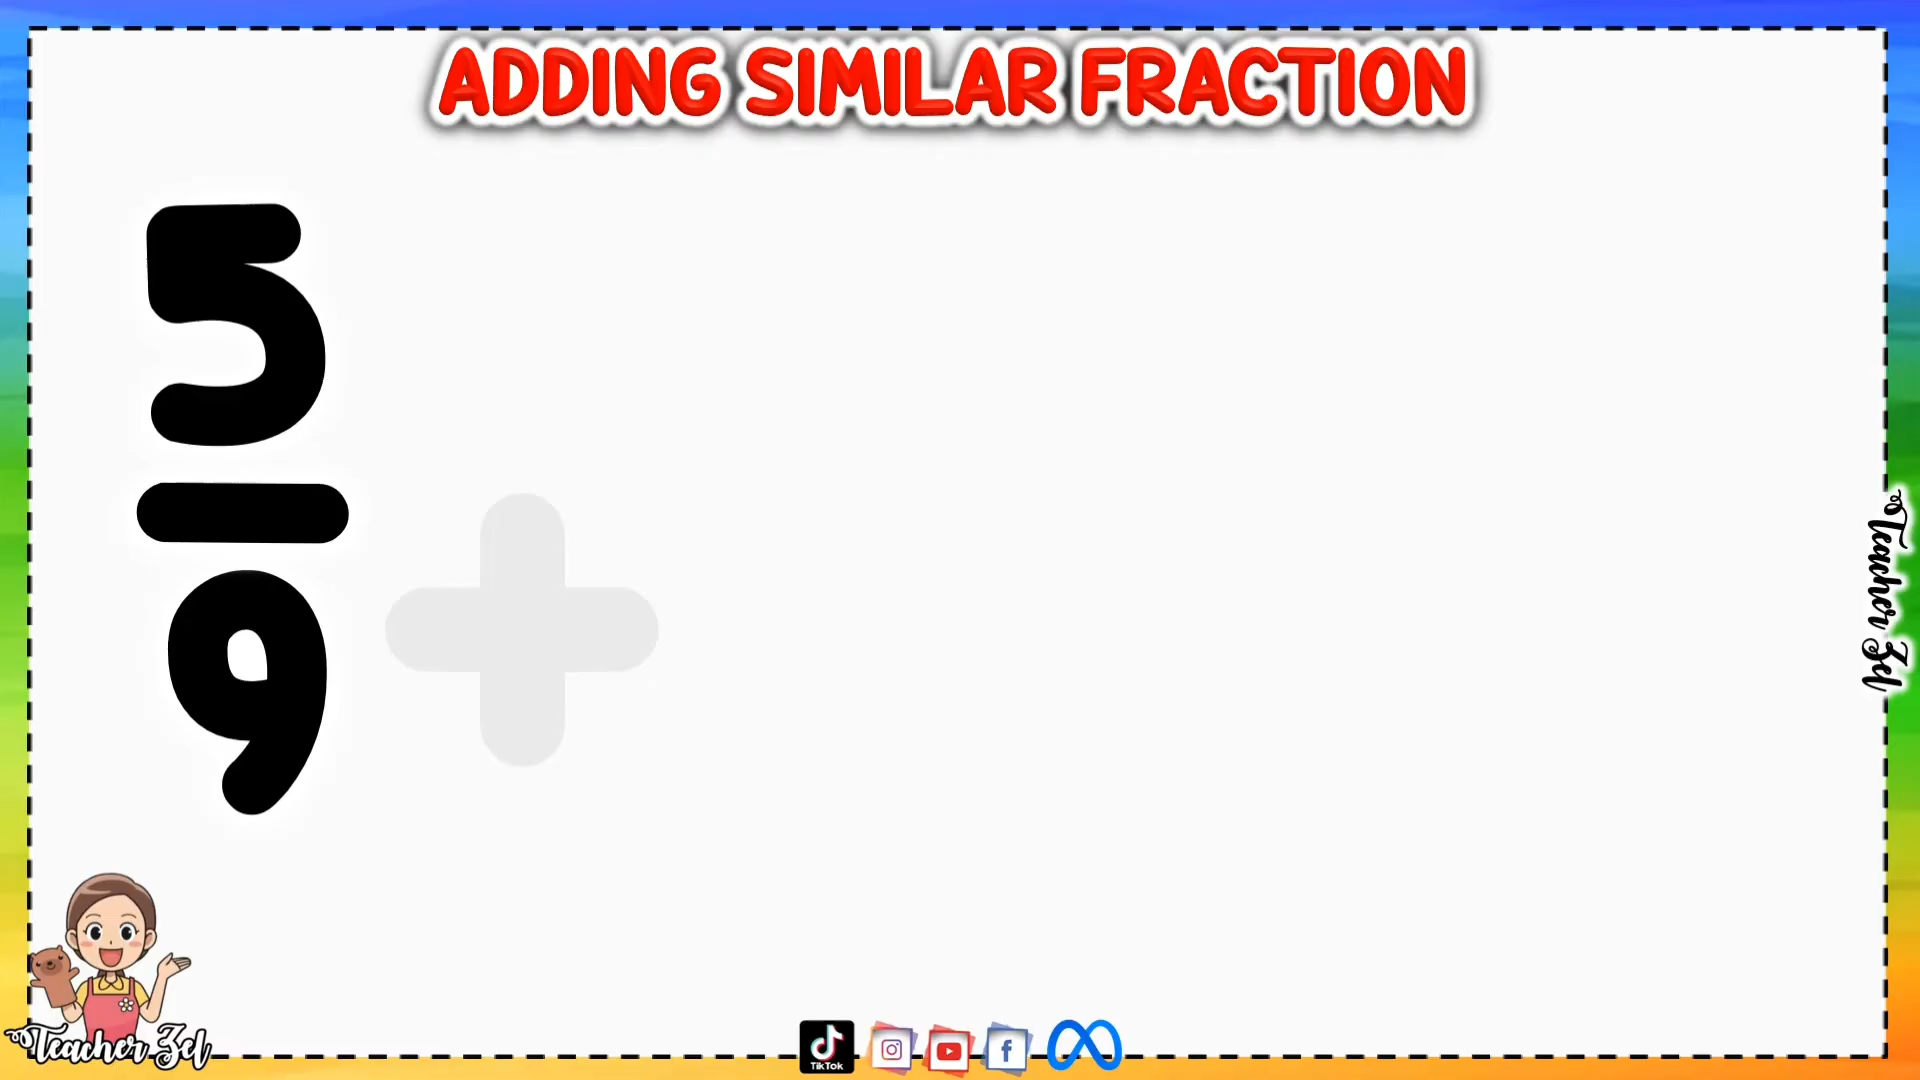 ADDING SIMILAR FRACTION
5
9
+
Teacher Zel
Teacher Zel
TikTok